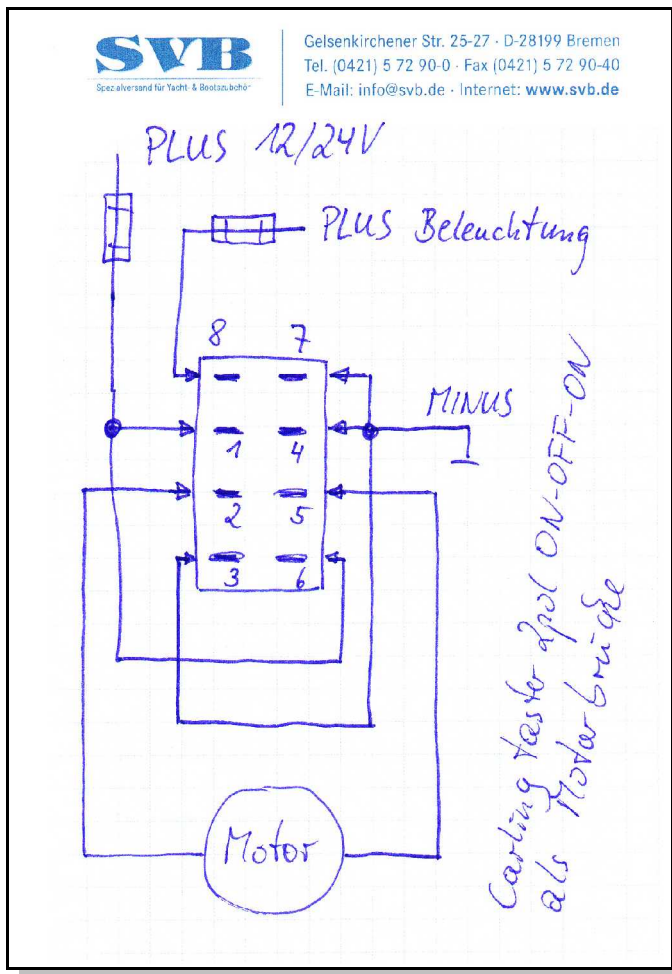 SVB
Spezialversand für Yacht- & Bootszubehör
Gelsenkirchener Str. 25-27 · D-28199 Bremen
Tel. (0421) 5 72 90-0 · Fax (0421) 5 72 90-40
E-Mail: info@svb.de · Internet: www.svb.de
PLUS 12/24V
PLUS Beleuchtung
8 7
MINUS
1 4
2 5
3 6
Motor
Carling taster 2pol ON-OFF-ON
als Motorbrücke